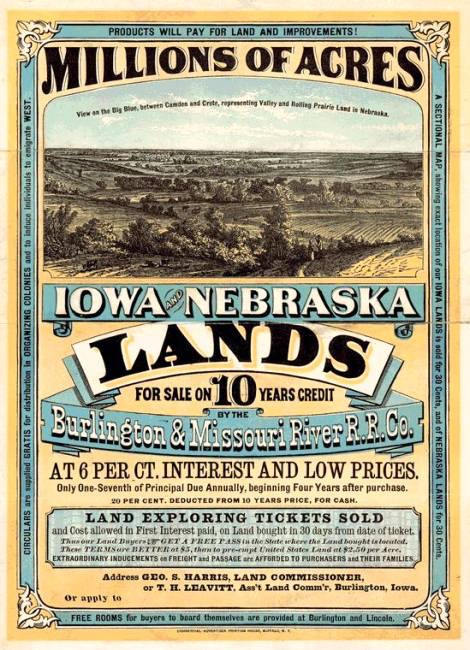 PRODUCTS WILL PAY FOR LAND AND IMPROVEMENTS!
MILLIONS OF ACRES
View on the Big Blue, between Camden and Crete, representing Valley and Rolling Prairie Land in Nebraska.
CIRCULARS are supplied GRATIS for distribution in ORGANIZING COLONIES and to induce individuals to emigrate WEST.
A SECTIONAL MAP, showing exact location of our IOWA LANDS is sold for 30 Cents, and of NEBRASKA LANDS for 30 Cents.
IOWA AND NEBRASKA
LANDS
FOR SALE ON 10 YEARS CREDIT
BY THE
Burlington & Missouri River R.R.Co.
AT 6 PER CT. INTEREST AND LOW PRICES.
Only One-Seventh of Principal Due Annually, beginning Four Years after purchase.
20 PER CENT. DEDUCTED FROM 10 YEARS PRICE, FOR CASH.
LAND EXPLORING TICKETS SOLD
and Cost allowed in First Interest paid, on Land bought in 30 days from date of ticket.
Thus our Land Buyers GET A FREE PASS in the State where the Land bought is located.
These TERMS are BETTER at $5, than to pre-empt United States Land at $2.50 per Acre.
EXTRAORDINARY INDUCEMENTS on FREIGHT and PASSAGE are AFFORDED TO PURCHASERS and THEIR FAMILIES.
Address GEO. S. HARRIS, LAND COMMISSIONER,
or T. H. LEAVITT, Ass't Land Comm'r, Burlington, Iowa.
Or apply to
FREE ROOMS for buyers to board themselves are provided at Burlington and Lincoln.
COMMERCIAL ADVERTISER PRINTING HOUSE, BUFFALO, N. Y.